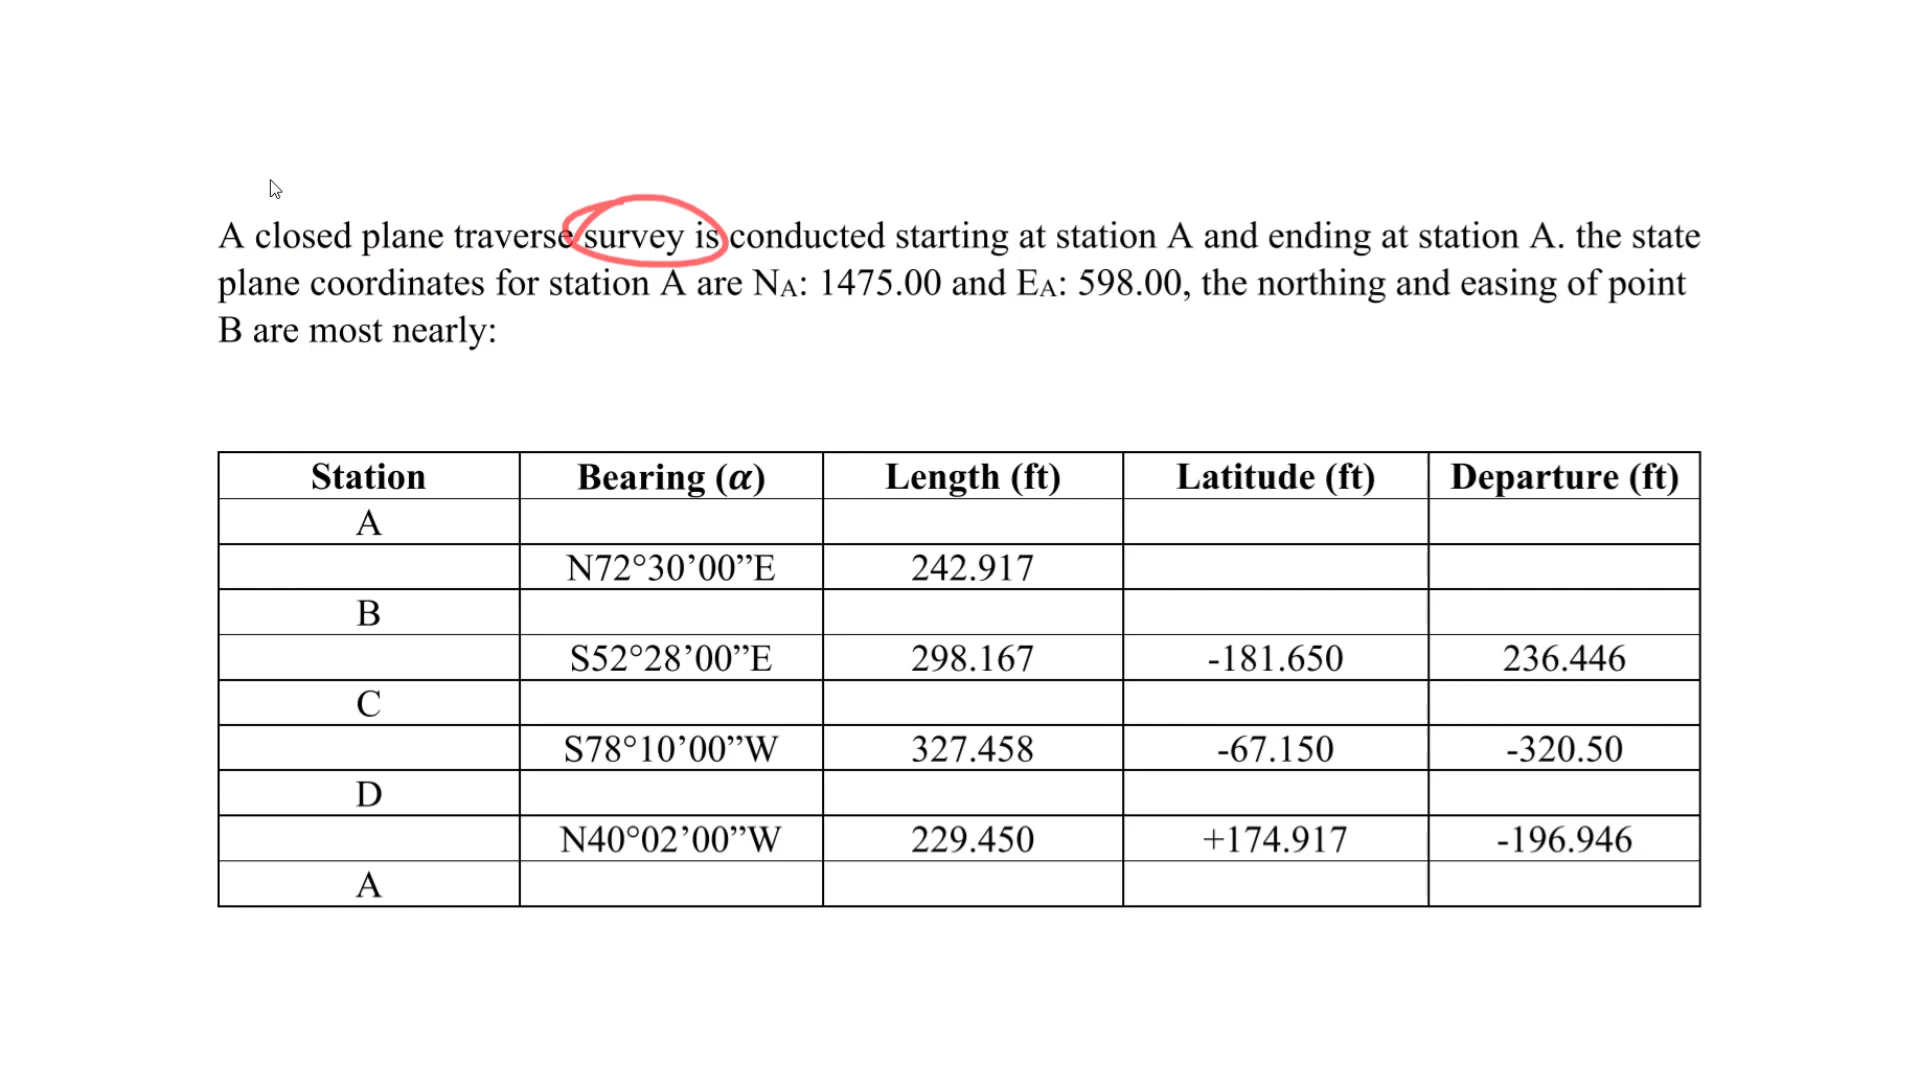 A closed plane traverse survey is conducted starting at station A and ending at station A. the state
plane coordinates for station A are NA: 1475.00 and EA: 598.00, the northing and easing of point
B are most nearly:
Station Bearing (α) Length (ft) Latitude (ft) Departure (ft)
A
N72°30’00”E 242.917
B
S52°28’00”E 298.167 -181.650 236.446
C
S78°10’00”W 327.458 -67.150 -320.50
D
N40°02’00”W 229.450 +174.917 -196.946
A